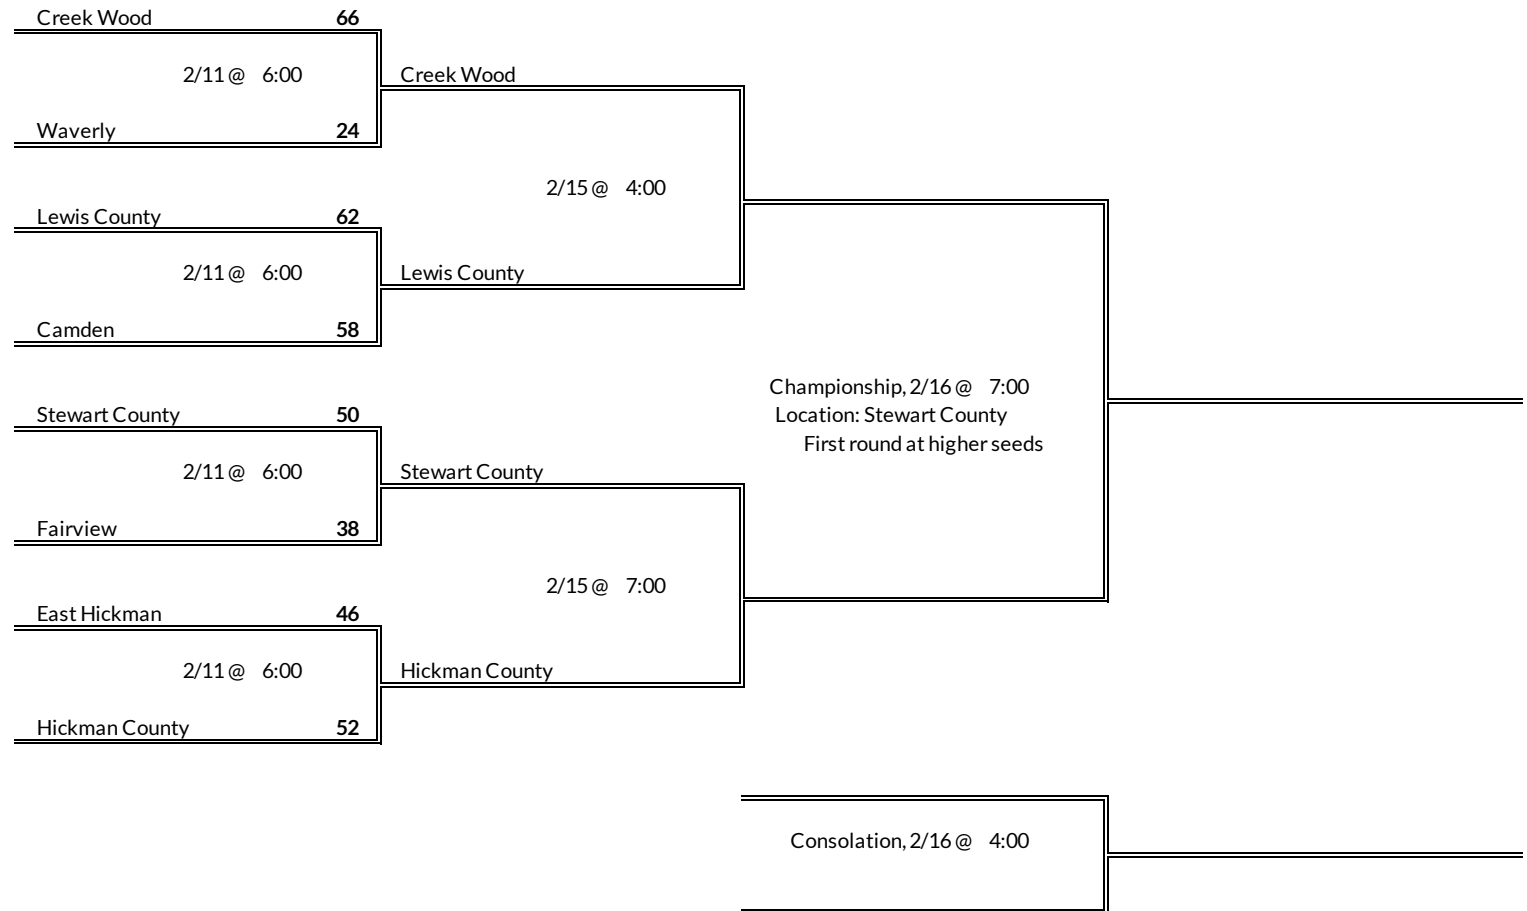 Creek Wood 66
2/11 @ 6:00
Creek Wood
Waverly 24
2/15 @ 4:00
Lewis County 62
2/11 @ 6:00
Lewis County
Camden 58
Championship, 2/16 @ 7:00
Location: Stewart County
First round at higher seeds
Stewart County 50
2/11 @ 6:00
Stewart County
Fairview 38
2/15 @ 7:00
East Hickman 46
2/11 @ 6:00
Hickman County
Hickman County 52
Consolation, 2/16 @ 4:00